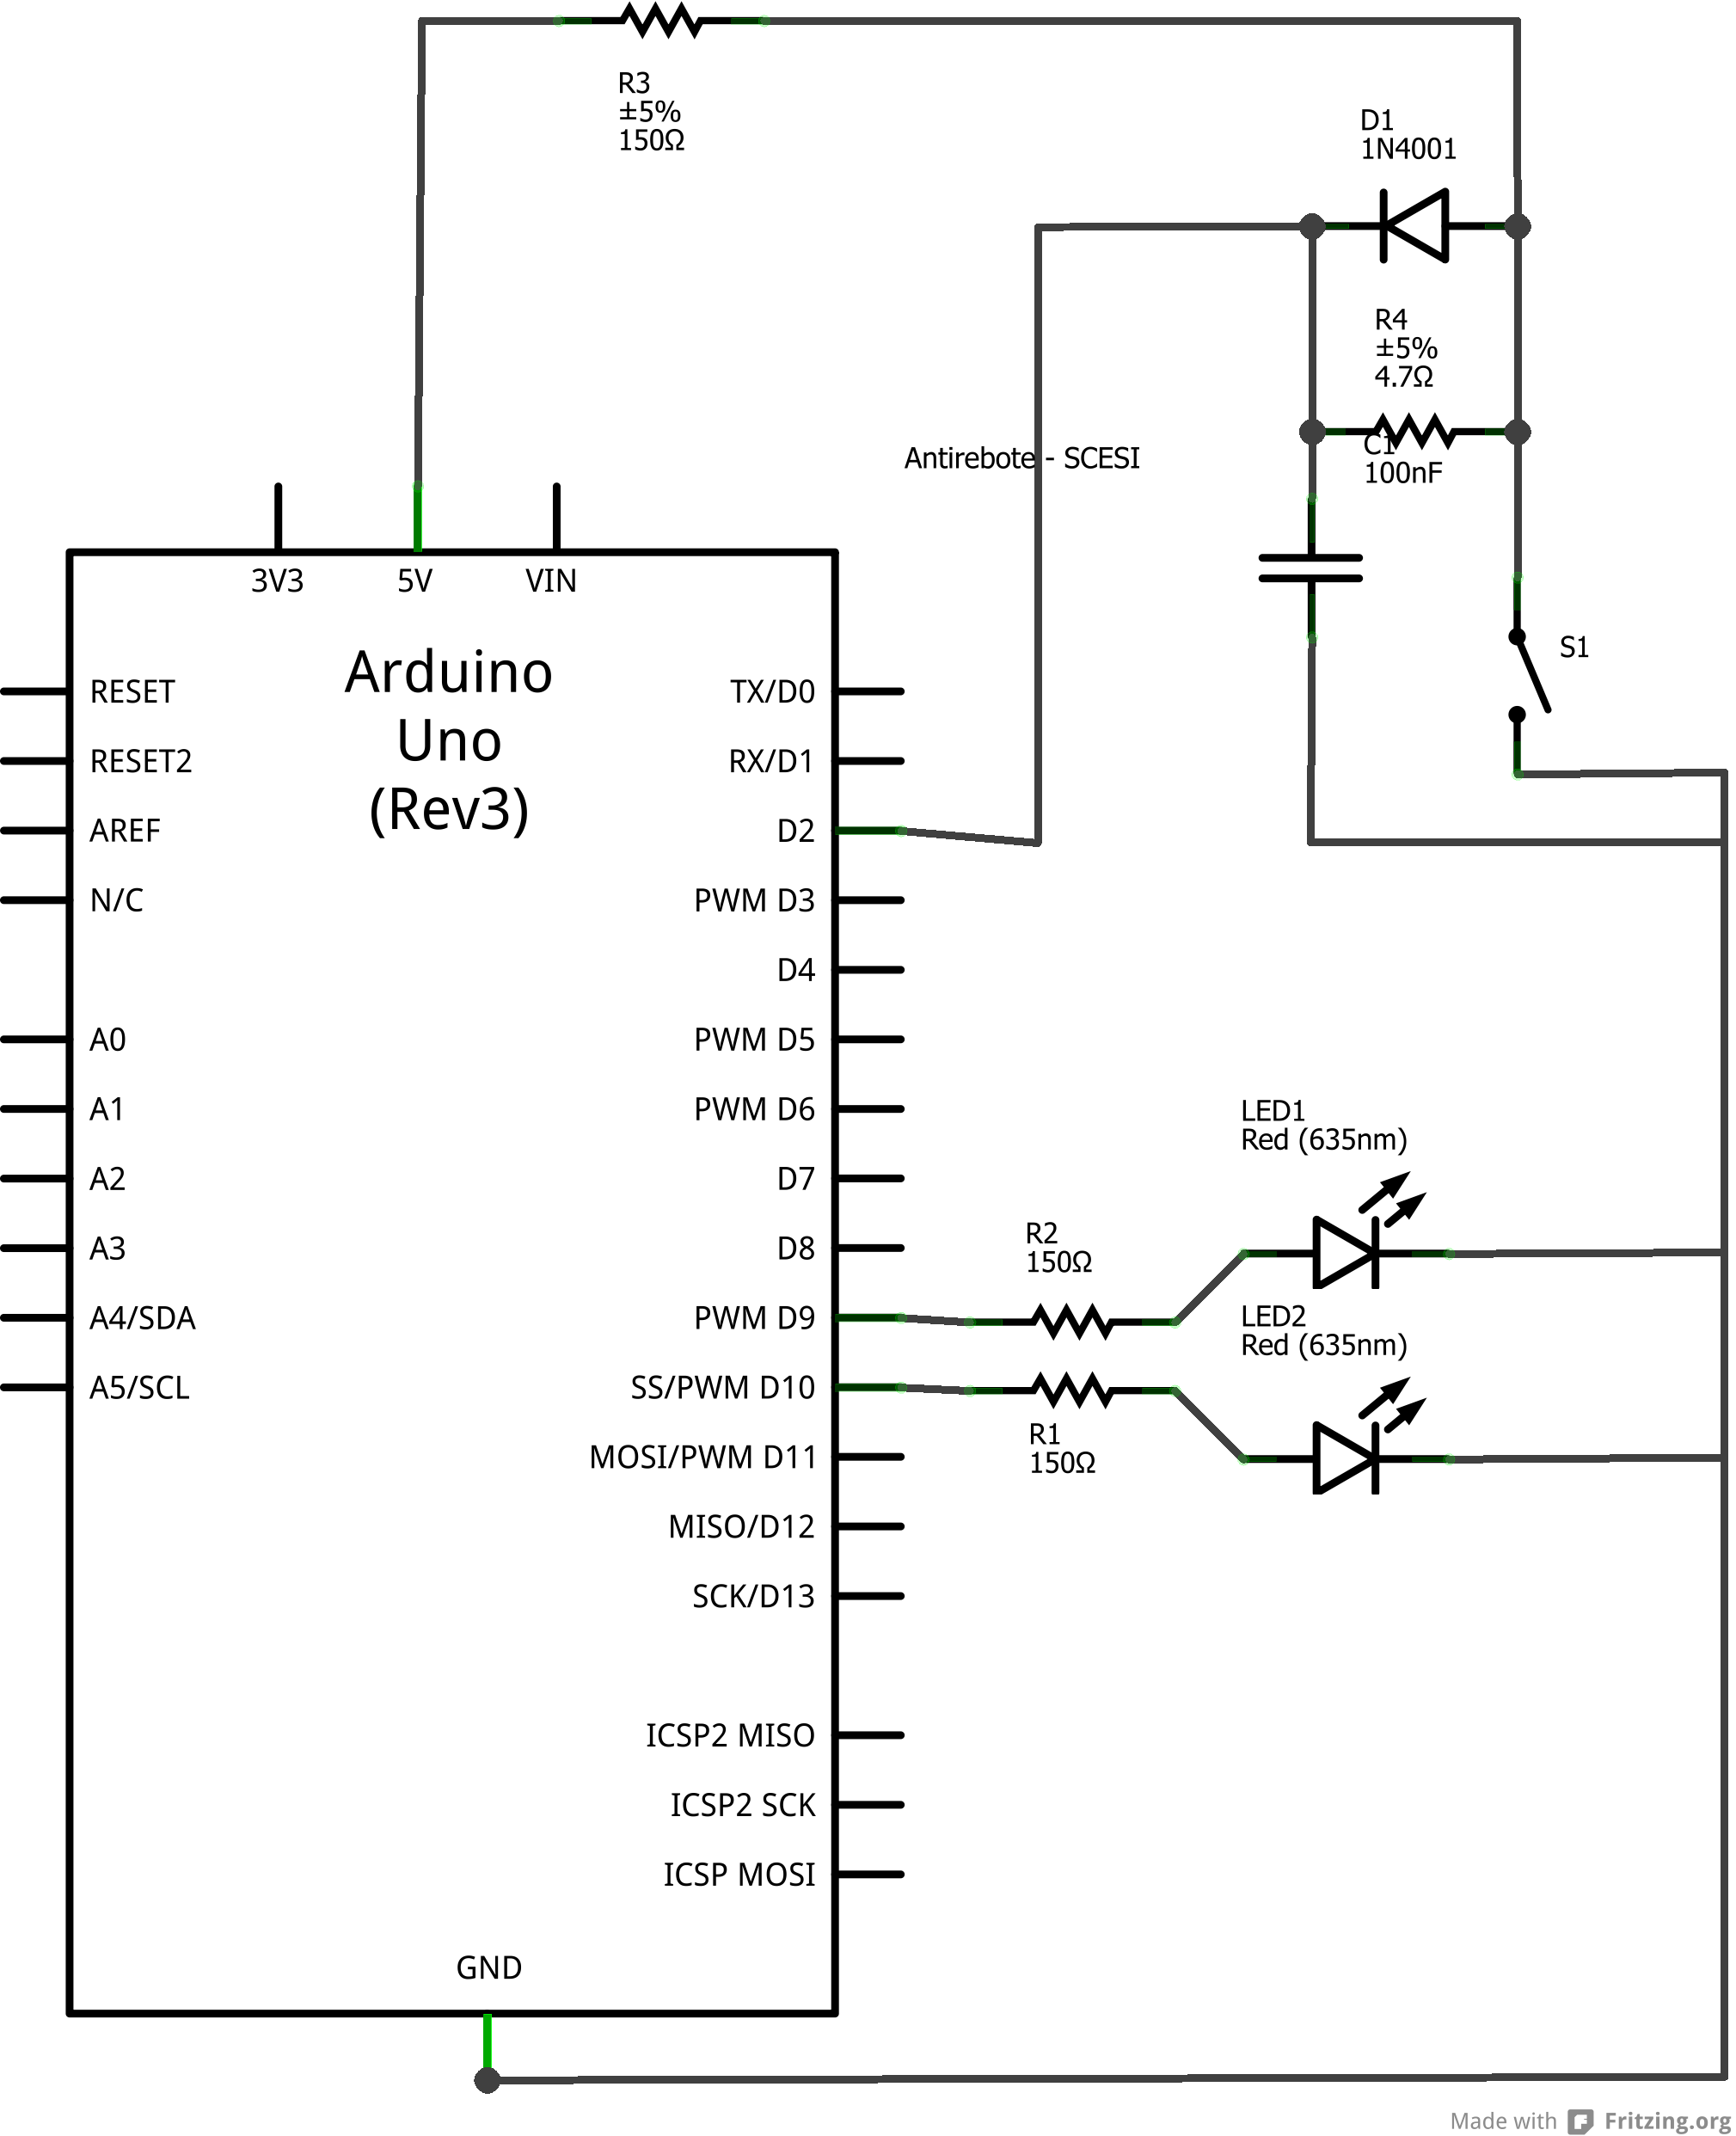 R3
±5%
150Ω
D1
1N4001
R4
±5%
4.7Ω
C1
100nF
Antirebote - SCESI
S1
3V3
5V
VIN
Arduino
Uno
(Rev3)
RESET
RESET2
AREF
N/C
A0
A1
A2
A3
A4/SDA
A5/SCL
TX/D0
RX/D1
D2
PWM D3
D4
PWM D5
PWM D6
D7
D8
PWM D9
SS/PWM D10
MOSI/PWM D11
MISO/D12
SCK/D13
ICSP2 MISO
ICSP2 SCK
ICSP MOSI
GND
LED1
Red (635nm)
R2
150Ω
LED2
Red (635nm)
R1
150Ω
Made with Fritzing.org